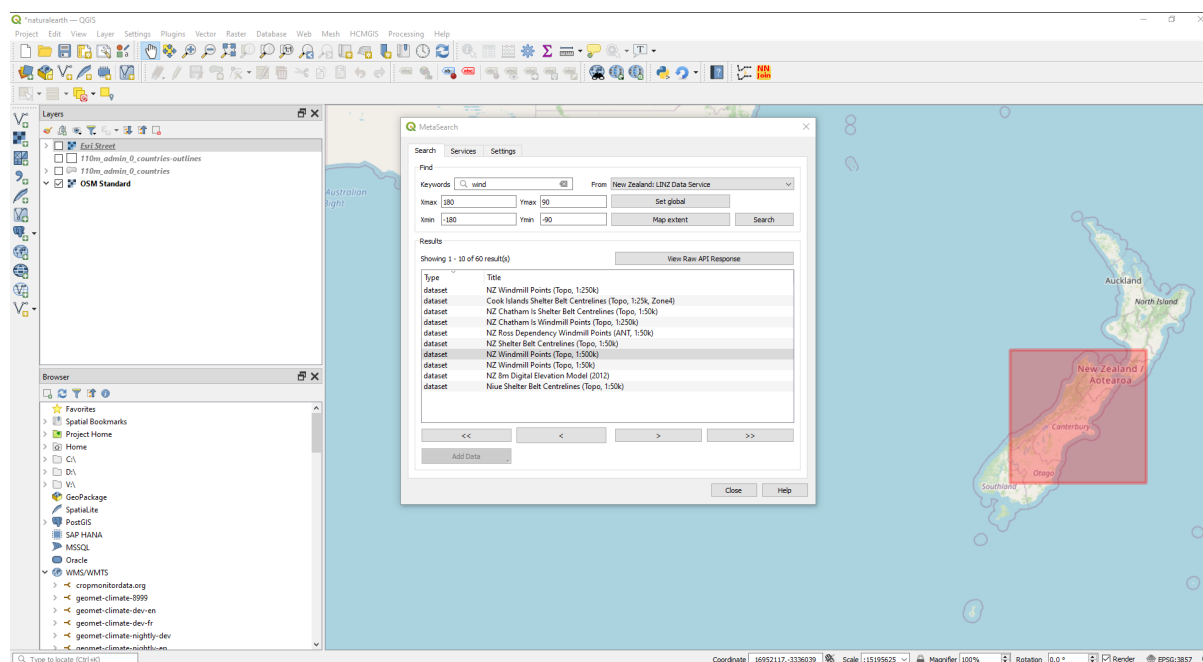 *naturalearth — QGIS
Project Edit View Layer Settings Plugins Vector Raster Database Web Mesh HCMGIS Processing Help
NN
Join
Layers
Esri Street
110m_admin_0_countries-outlines
110m_admin_0_countries
OSM Standard
Browser
Favorites
Spatial Bookmarks
Project Home
Home
C:\
D:\
V:\
GeoPackage
SpatiaLite
PostGIS
SAP HANA
MSSQL
Oracle
WMS/WMTS
cropmonitordata.org
geomet-climate-8999
geomet-climate-dev-en
geomet-climate-dev-fr
geomet-climate-nightly-dev
geomet-climate-nightly-en
Australian
Bight
MetaSearch
Search Services Settings
Find
Keywords wind From New Zealand: LINZ Data Service
Xmax 180 Ymax 90 Set global
Xmin -180 Ymin -90 Map extent Search
Results
Showing 1 - 10 of 60 result(s) View Raw API Response
Type Title
dataset NZ Windmill Points (Topo, 1:250k)
dataset Cook Islands Shelter Belt Centrelines (Topo, 1:25k, Zone4)
dataset NZ Chatham Is Shelter Belt Centrelines (Topo, 1:50k)
dataset NZ Chatham Is Windmill Points (Topo, 1:250k)
dataset NZ Ross Dependency Windmill Points (ANT, 1:50k)
dataset NZ Shelter Belt Centrelines (Topo, 1:50k)
dataset NZ Windmill Points (Topo, 1:500k)
dataset NZ Windmill Points (Topo, 1:50k)
dataset NZ 8m Digital Elevation Model (2012)
dataset Niue Shelter Belt Centrelines (Topo, 1:50k)
<< < > >>
Add Data
Close Help
Auckland
North Island
New Zealand /
Aotearoa
Canterbury
Otago
Southland
Type to locate (Ctrl+K) Coordinate 16952117,-3336039 Scale 1:15195625 Magnifier 100% Rotation 0.0 ° Render EPSG:3857